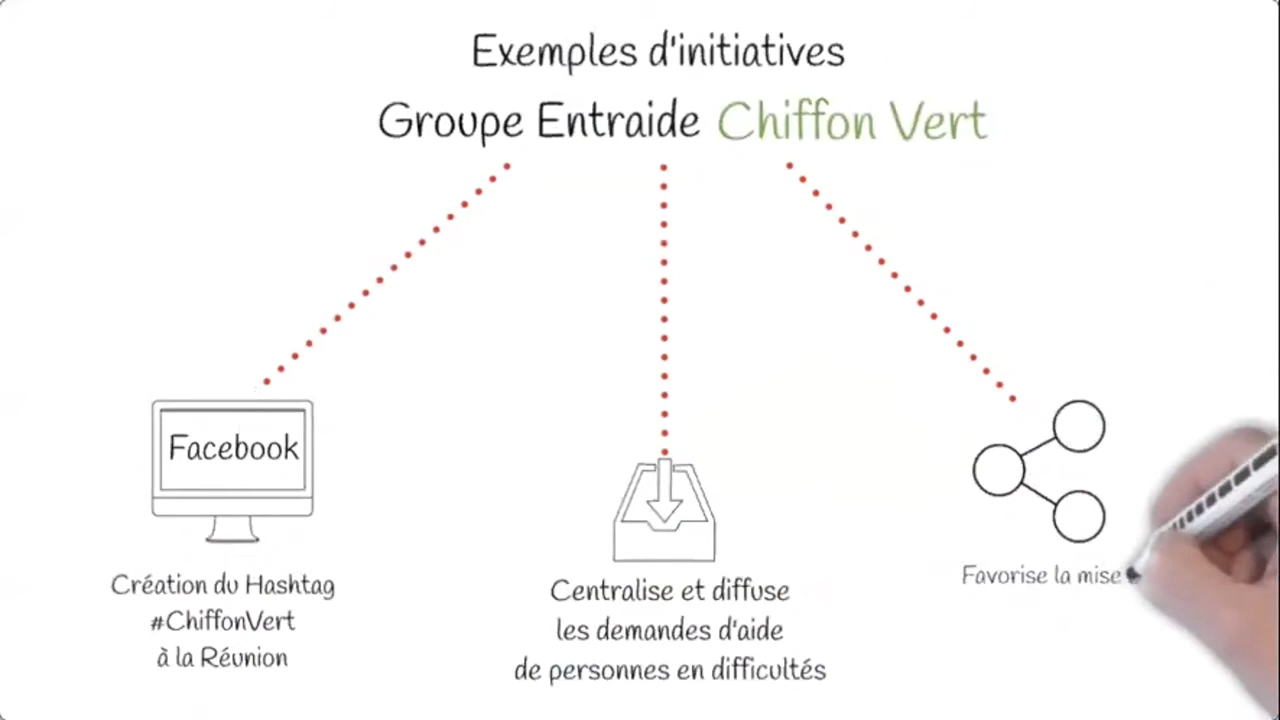 Exemples d'initiatives
Groupe Entraide Chiffon Vert
Facebook
Création du Hashtag
#ChiffonVert
à la Réunion
Centralise et diffuse
les demandes d'aide
de personnes en difficultés
Favorise la mise